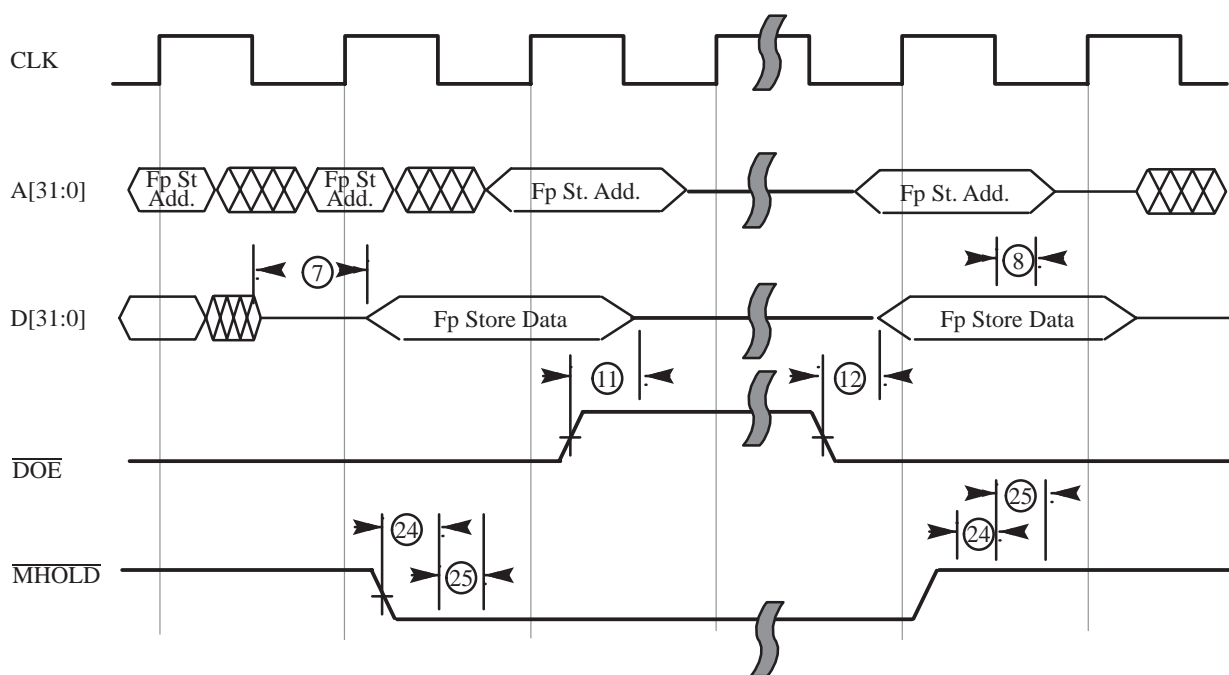 CLK
A[31:0]
Fp St
Add.
Fp St
Add.
Fp St. Add.
Fp St. Add.
7
8
D[31:0]
Fp Store Data
Fp Store Data
11
12
DOE
24
25
25
24
MHOLD